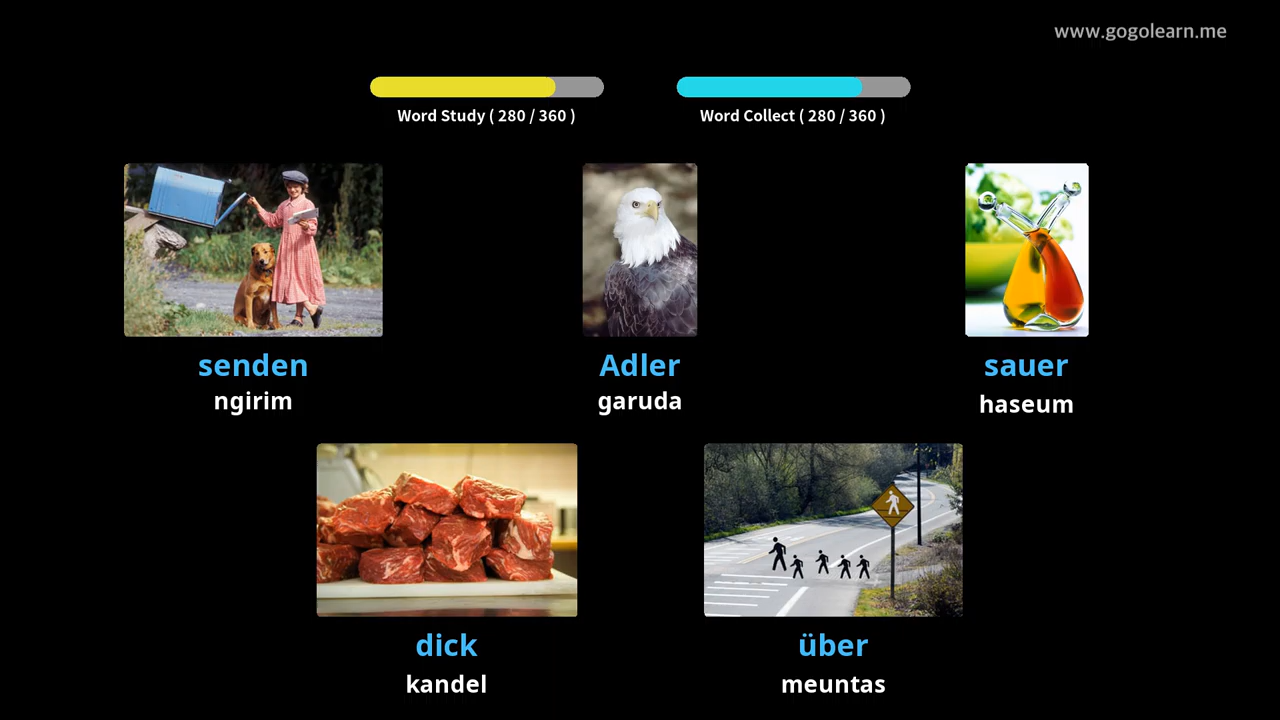 www.gogolearn.me
Word Study ( 280 / 360 )
Word Collect ( 280 / 360 )
senden
ngirim
Adler
garuda
sauer
haseum
dick
kandel
über
meuntas